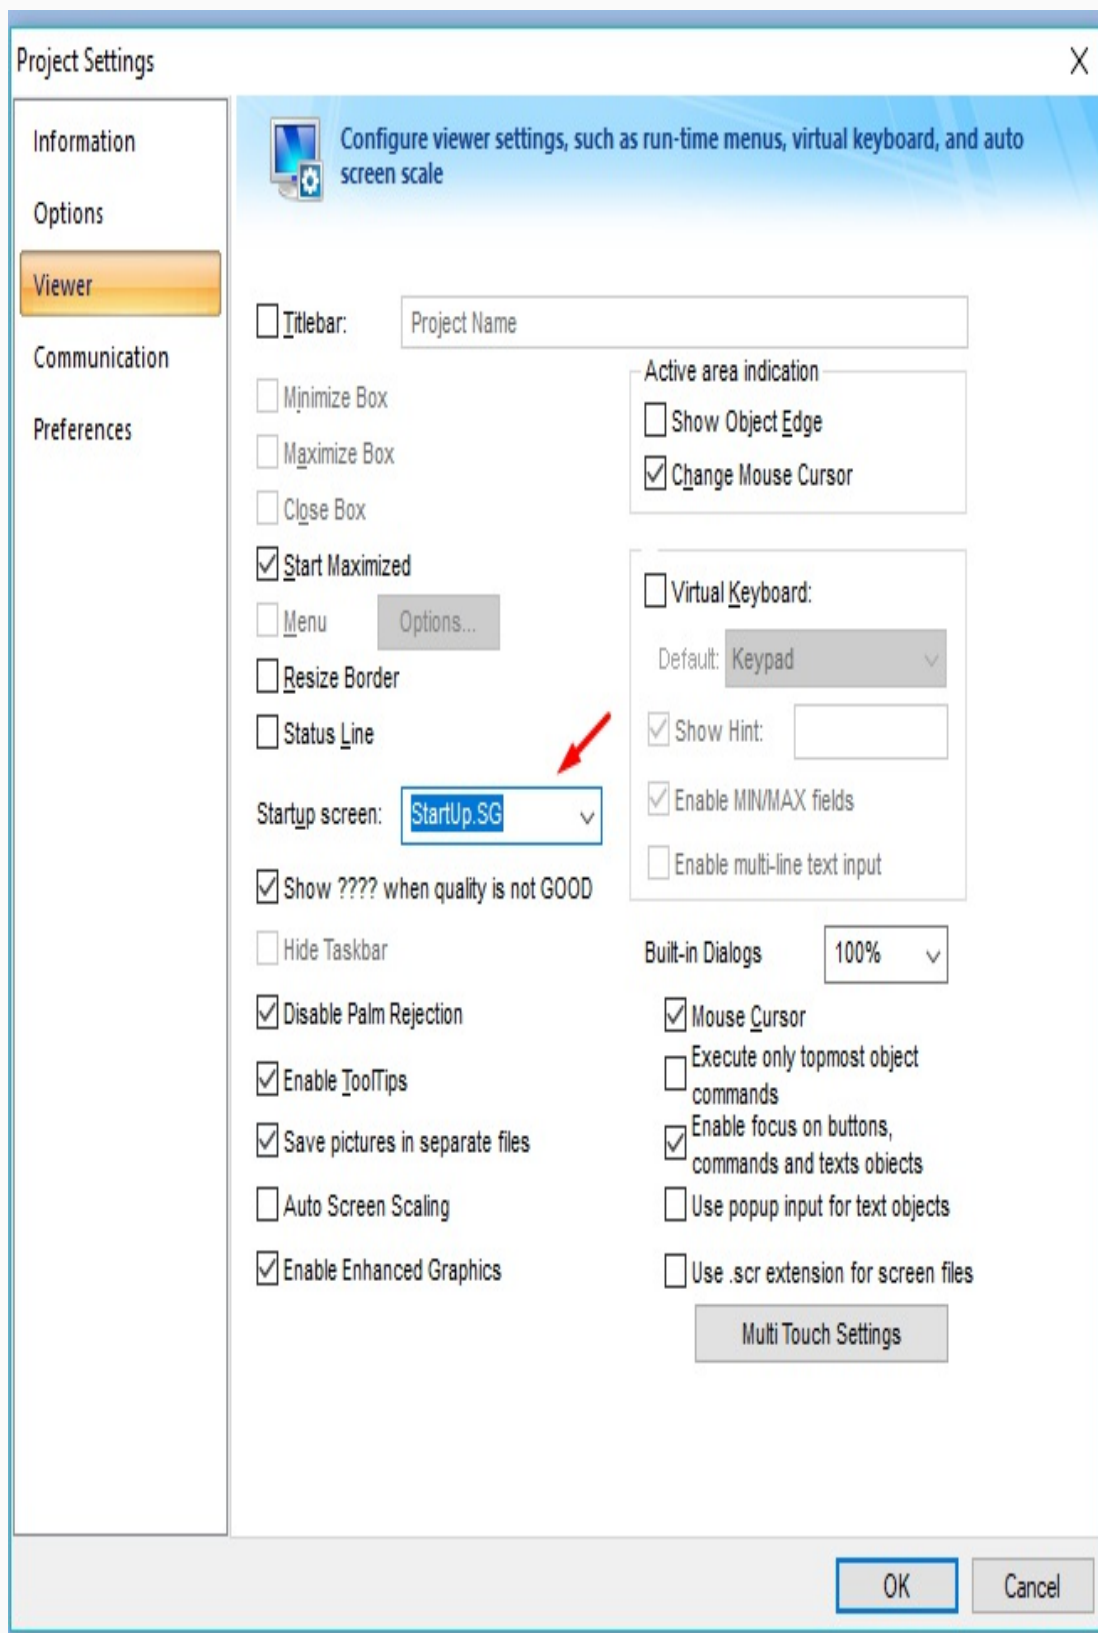 Project Settings
Information
Options
Viewer
Communication
Preferences
Configure viewer settings, such as run-time menus, virtual keyboard, and auto
screen scale
Titlebar:
Project Name
Minimize Box
Maximize Box
Close Box
Start Maximized
Menu
Options...
Resize Border
Status Line
Startup screen:
StartUp.SG
Show ???? when quality is not GOOD
Hide Taskbar
Disable Palm Rejection
Enable ToolTips
Save pictures in separate files
Auto Screen Scaling
Enable Enhanced Graphics
Active area indication
Show Object Edge
Change Mouse Cursor
Virtual Keyboard:
Default:
Keypad
Show Hint:
Enable MIN/MAX fields
Enable multi-line text input
Built-in Dialogs
100%
Mouse Cursor
Execute only topmost object
commands
Enable focus on buttons,
commands and texts objects
Use popup input for text objects
Use .scr extension for screen files
Multi Touch Settings
OK
Cancel